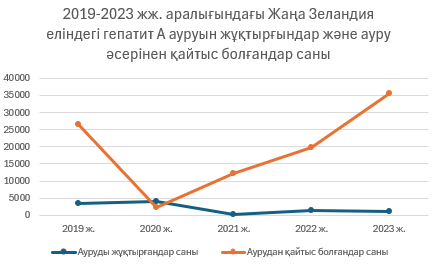 2019-2023 жж. аралығындағы Жаңа Зеландия
еліндегі гепатит А ауруын жұқтырғындар және ауру
әсерінен қайтыс болғандар саны
40000
35000
30000
25000
20000
15000
10000
5000
0
2019 ж.
2020 ж.
2021 ж.
2022 ж.
2023 ж.
Ауруды жұқтырғандар саны
Аурудан қайтыс болғандар саны